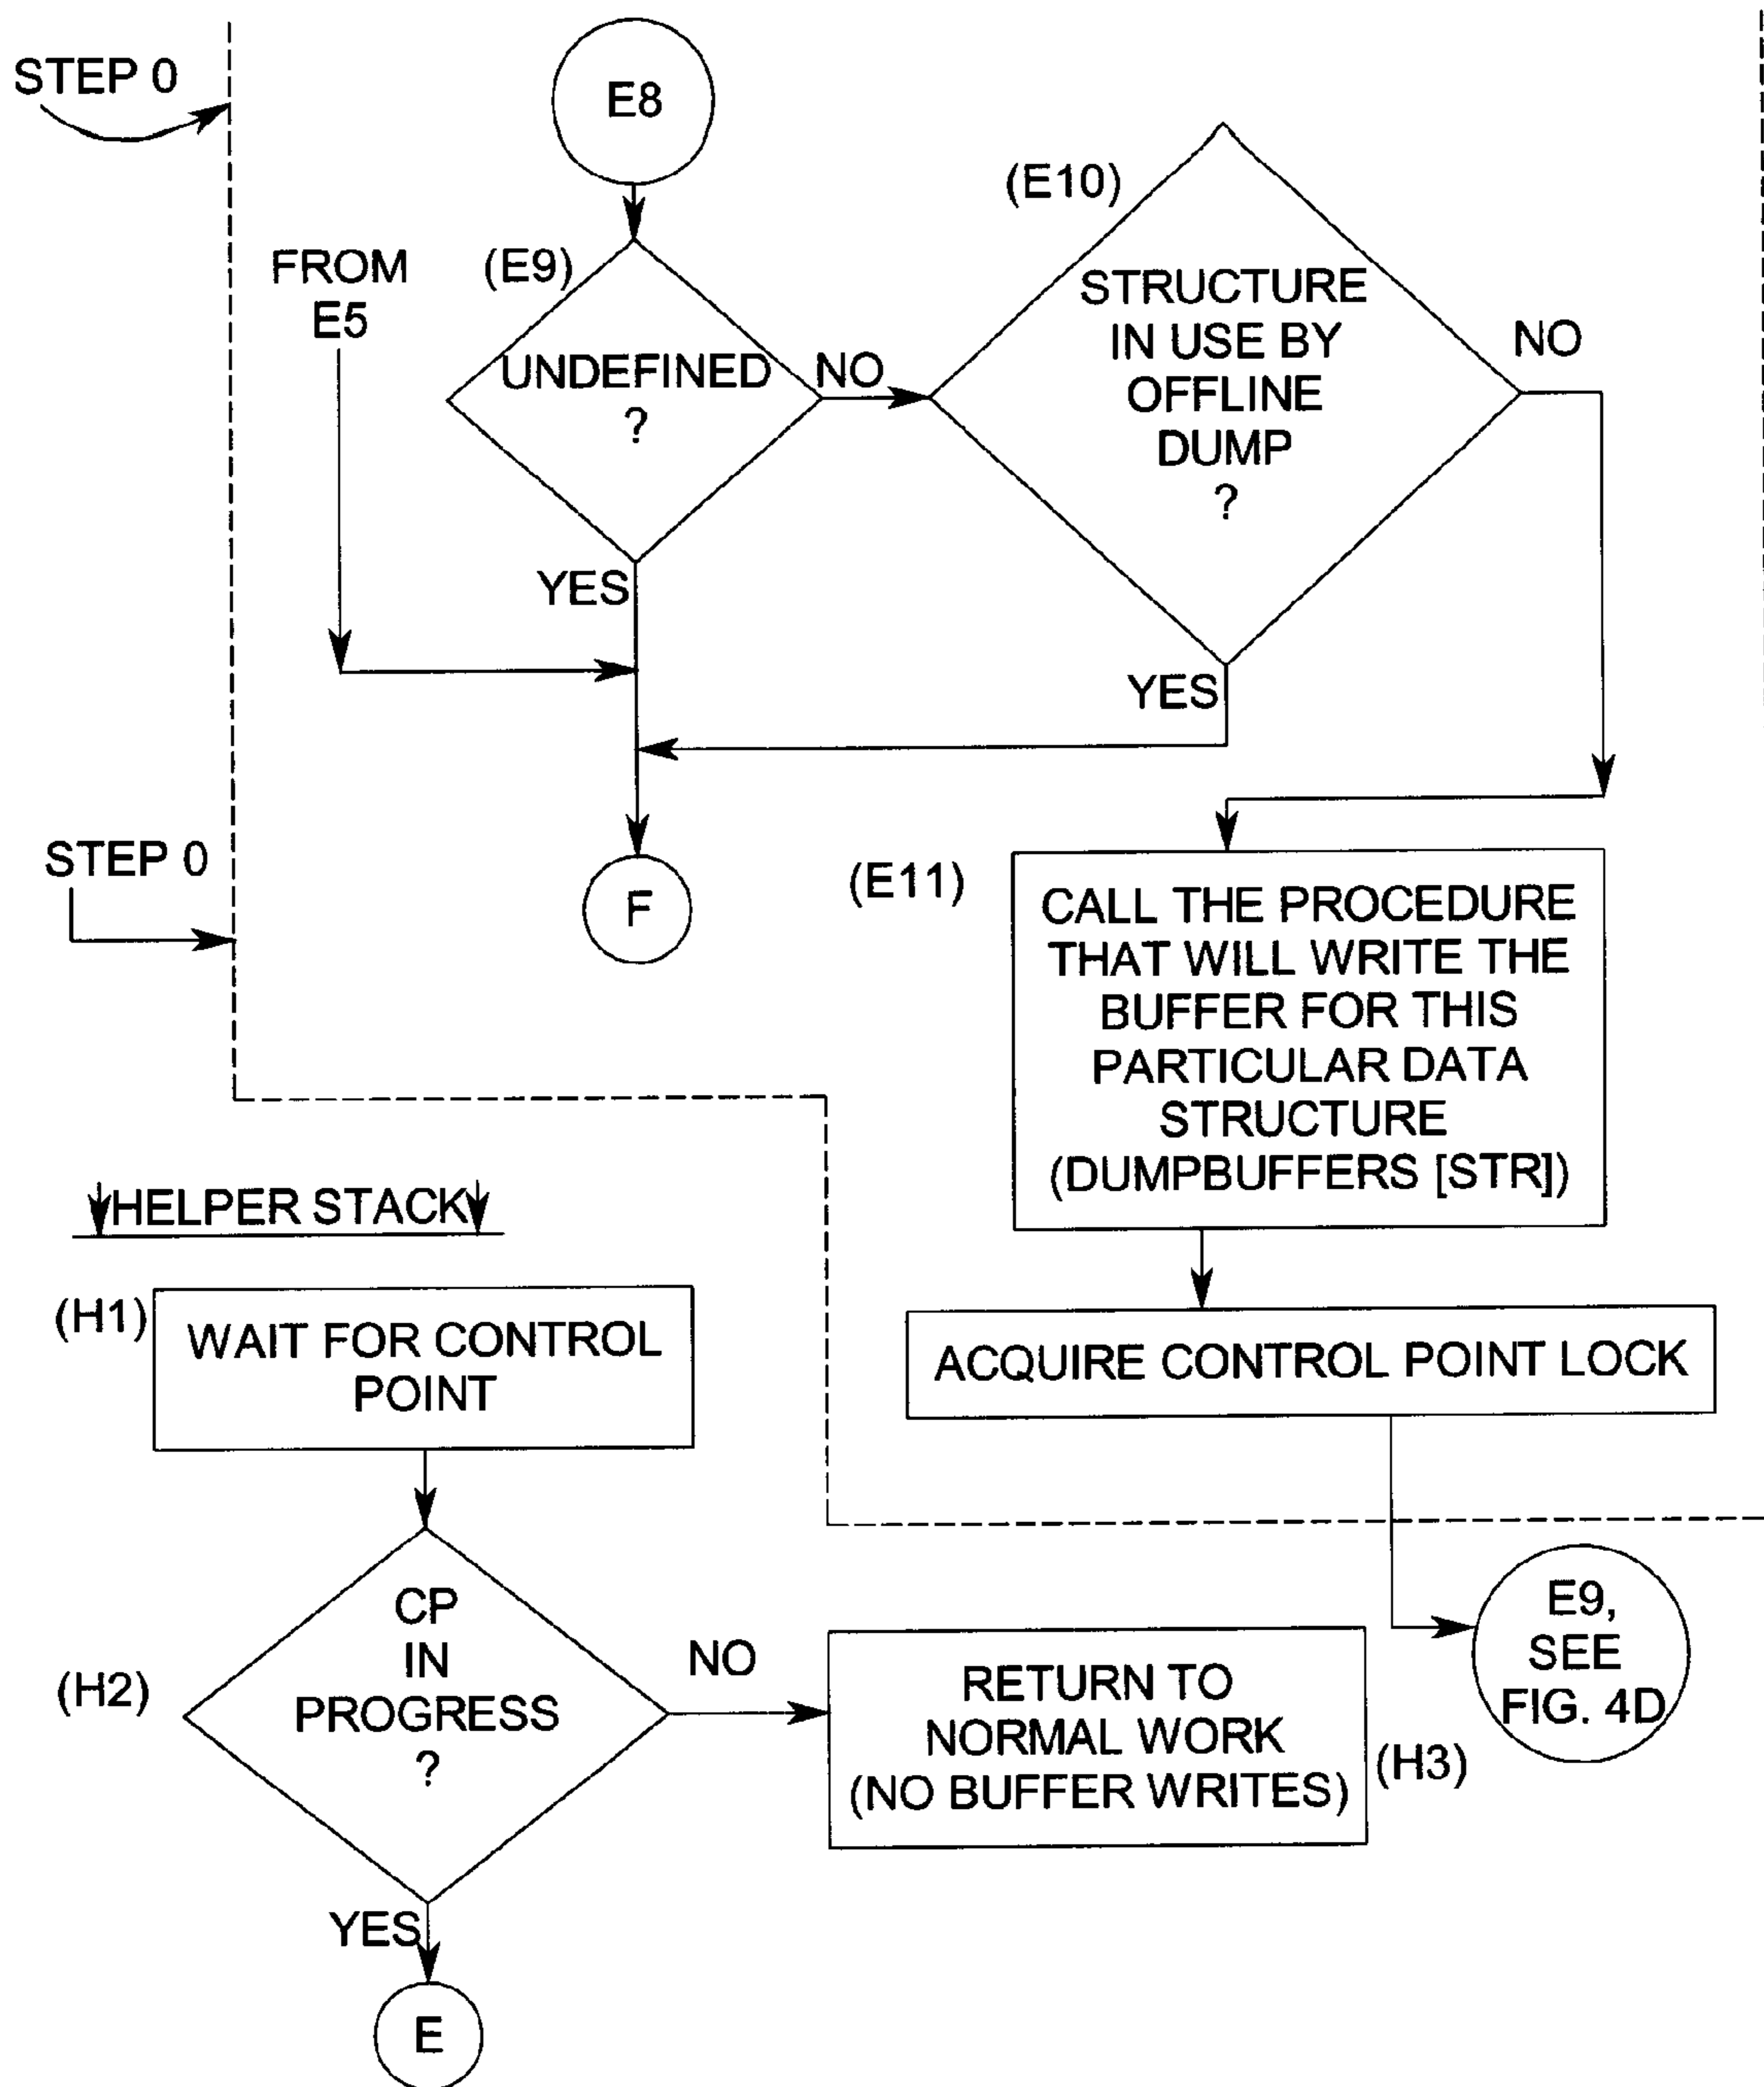 STEP 0
E8
(E10)
FROM
E5
(E9)
UNDEFINED
?
NO
YES
STRUCTURE
IN USE BY
OFFLINE
DUMP
?
NO
YES
STEP 0
F
(E11)
CALL THE PROCEDURE
THAT WILL WRITE THE
BUFFER FOR THIS
PARTICULAR DATA
STRUCTURE
(DUMPBUFFERS [STR])
ACQUIRE CONTROL POINT LOCK
E9,
SEE
FIG. 4D
HELPER STACK
(H1)
WAIT FOR CONTROL
POINT
(H2)
CP
IN
PROGRESS
?
NO
RETURN TO
NORMAL WORK
(NO BUFFER WRITES)
(H3)
YES
E